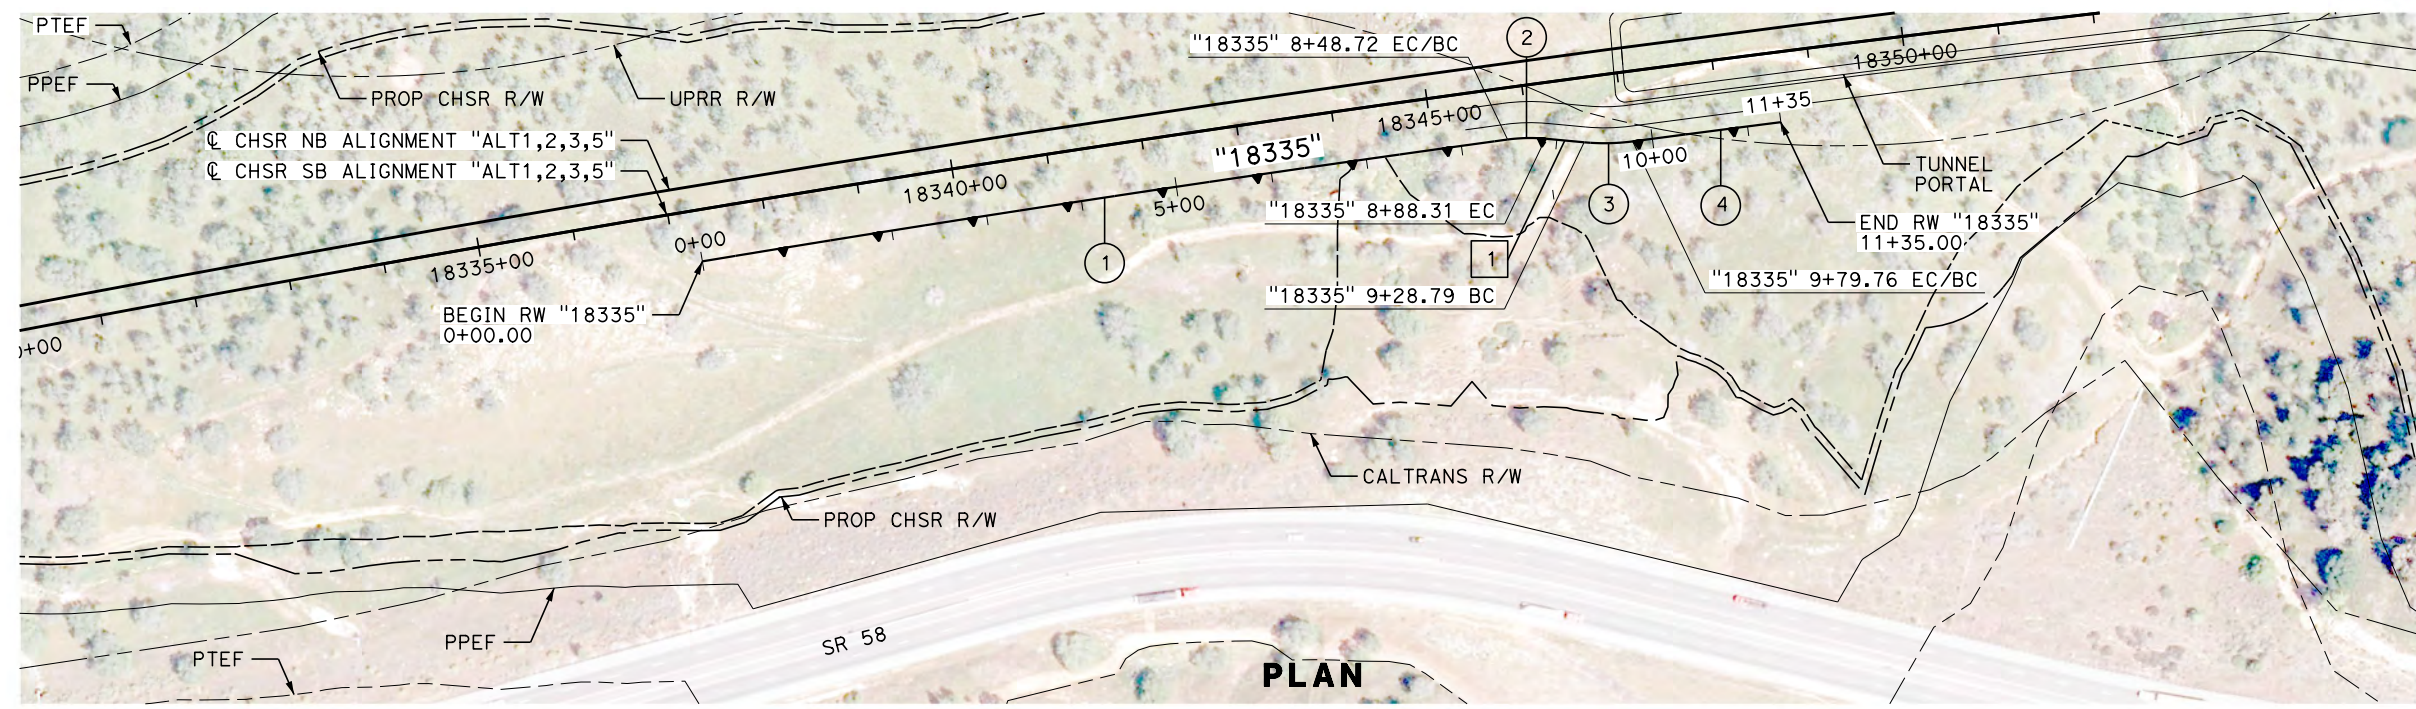 PTEF
PPEF
PROP CHSR R/W
UPRR R/W
"18335" 8+48.72 EC/BC
2
18350+00
11+35
18345+00
℄ CHSR NB ALIGNMENT "ALT1,2,3,5"
℄ CHSR SB ALIGNMENT "ALT1,2,3,5"
"18335"
10+00
TUNNEL
PORTAL
18340+00
5+00
"18335" 8+88.31 EC
3
4
END RW "18335"
11+35.00
0+00
18335+00
1
1
"18335" 9+28.79 BC
"18335" 9+79.76 EC/BC
BEGIN RW "18335"
0+00.00
CALTRANS R/W
PROP CHSR R/W
PPEF
SR 58
PTEF
PLAN